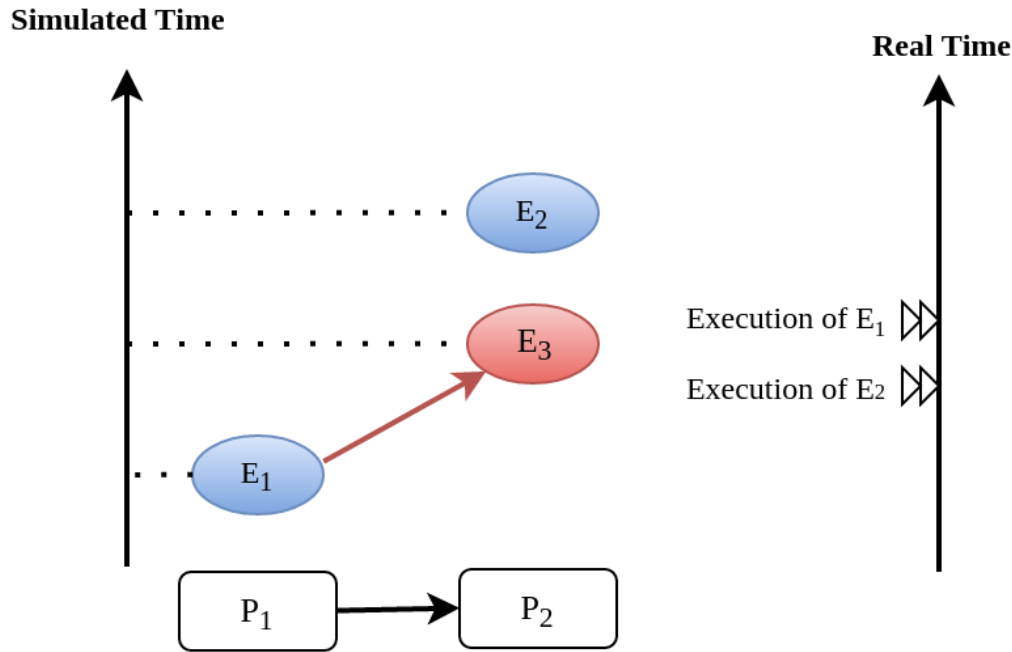 Simulated Time
Real Time
E2
E3
Execution of E1
Execution of E2
E1
P1
P2